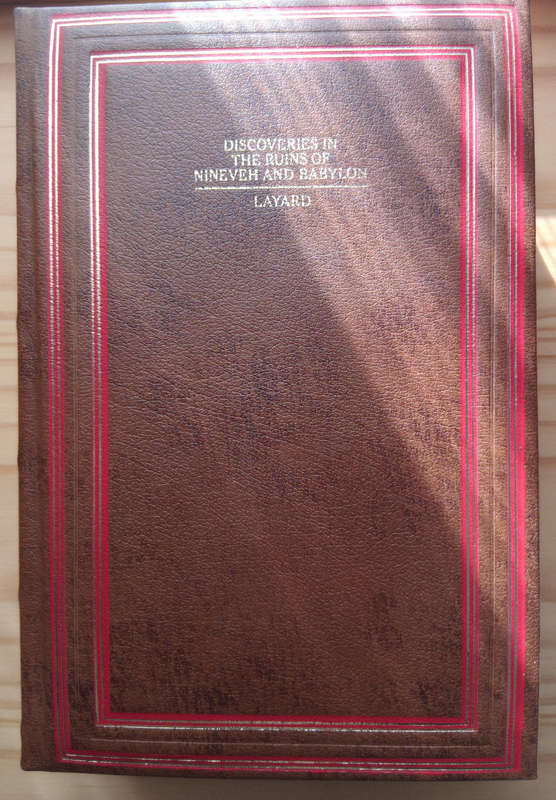 DISCOVERIES IN
THE RUINS OF
NINEVEH AND BABYLON
LAYARD